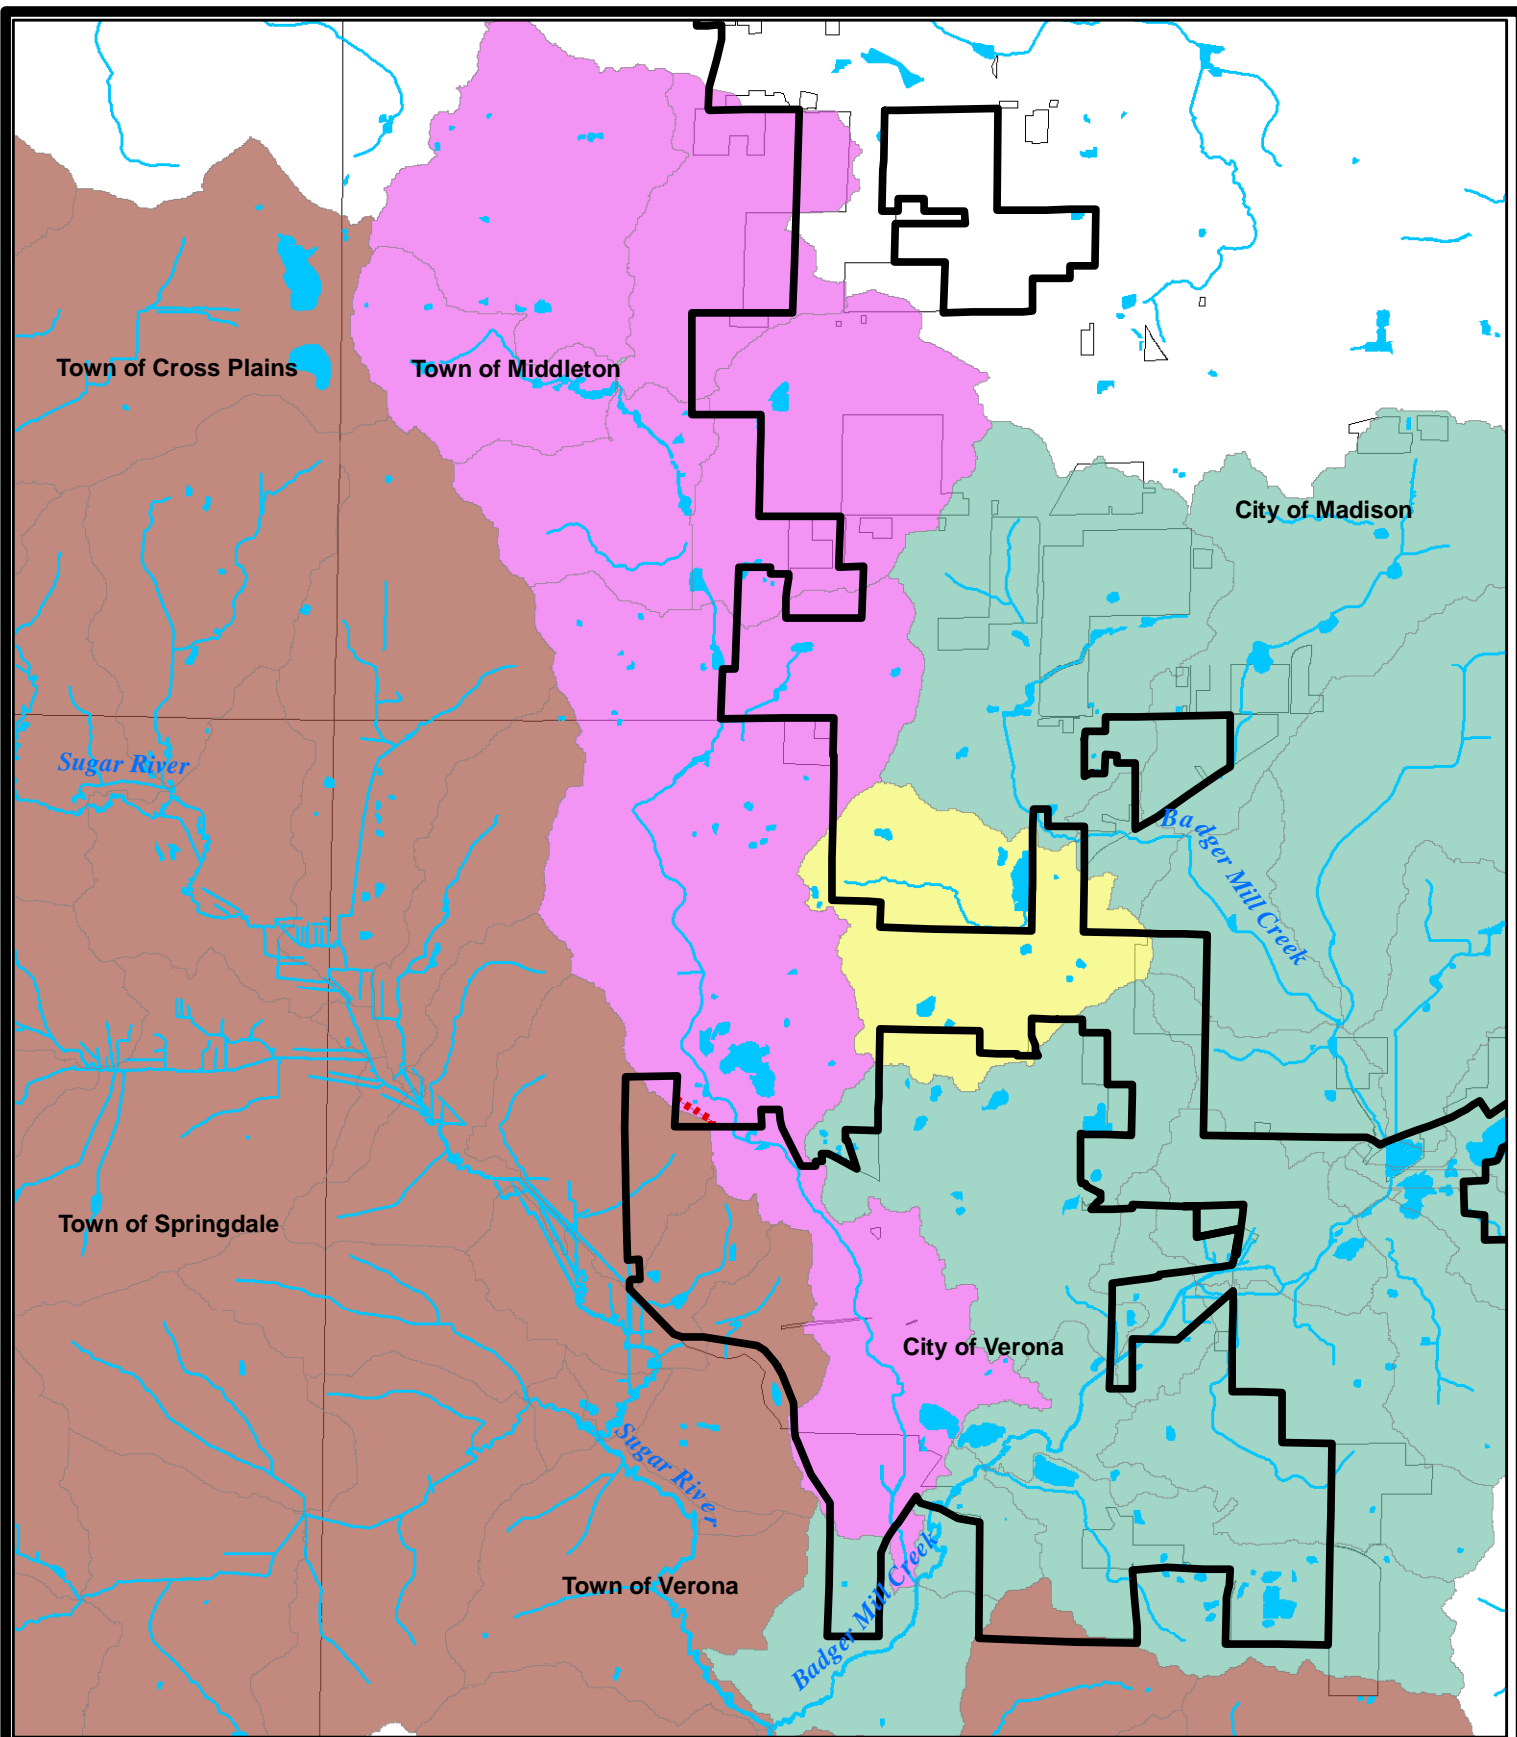 Town of Cross Plains
Town of Middleton
City of Madison
Sugar River
Badger Mill Creek
Town of Springdale
City of Verona
Sugar River
Town of Verona
Badger Mill Creek